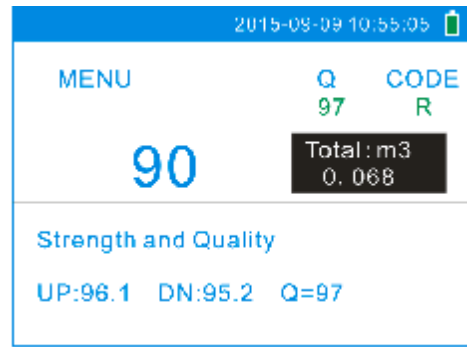 2015-09-09 10:55:05
MENU Q CODE
97 R
90
Total:m3
0.068
Strength and Quality
UP:96.1 DN:95.2 Q=97